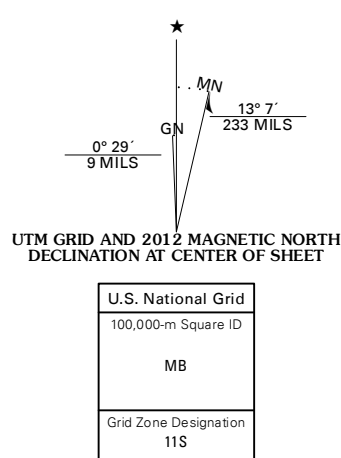 ★
MN
13° 7´
233 MILS
GN
0° 29´
9 MILS
UTM GRID AND 2012 MAGNETIC NORTH
DECLINATION AT CENTER OF SHEET
U.S. National Grid
100,000-m Square ID
MB
Grid Zone Designation
11S